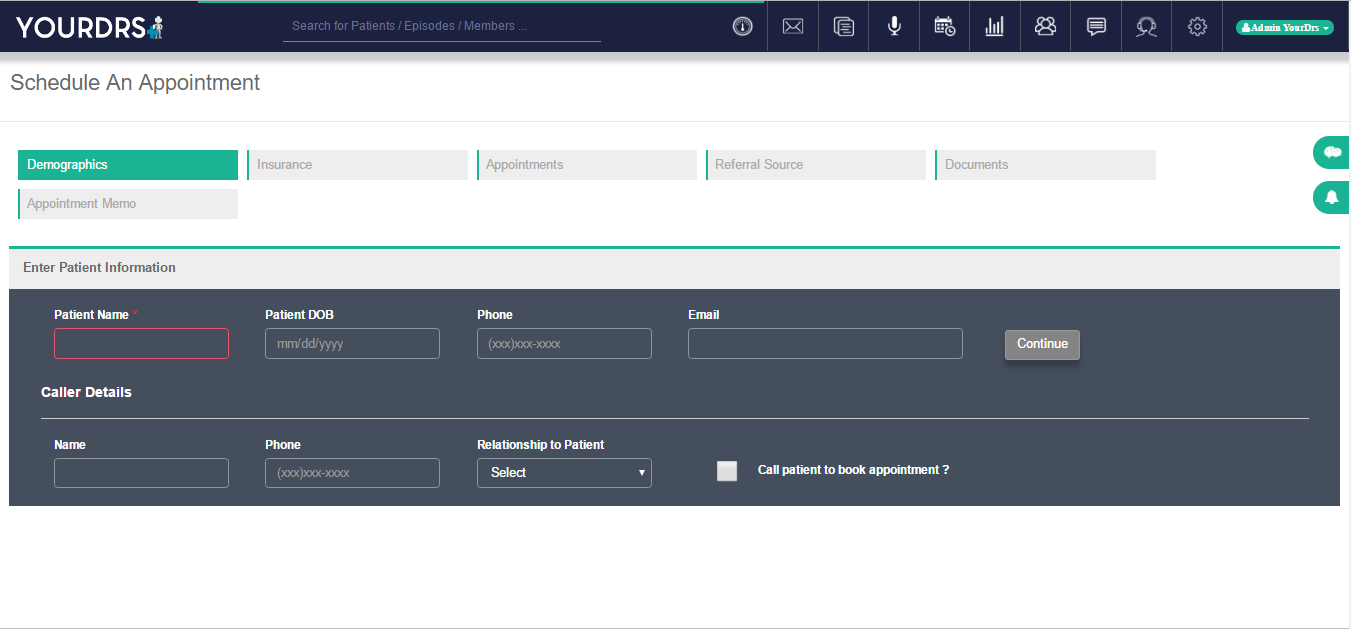 YOURDRS
Search for Patients / Episodes / Members ...
Admin YourDrs
Schedule An Appointment
Demographics
Insurance
Appointments
Referral Source
Documents
Appointment Memo
Enter Patient Information
Patient Name *
Patient DOB
Phone
Email
mm/dd/yyyy
(xxx)xxx-xxxx
Continue
Caller Details
Name
Phone
Relationship to Patient
(xxx)xxx-xxxx
Select
Call patient to book appointment ?